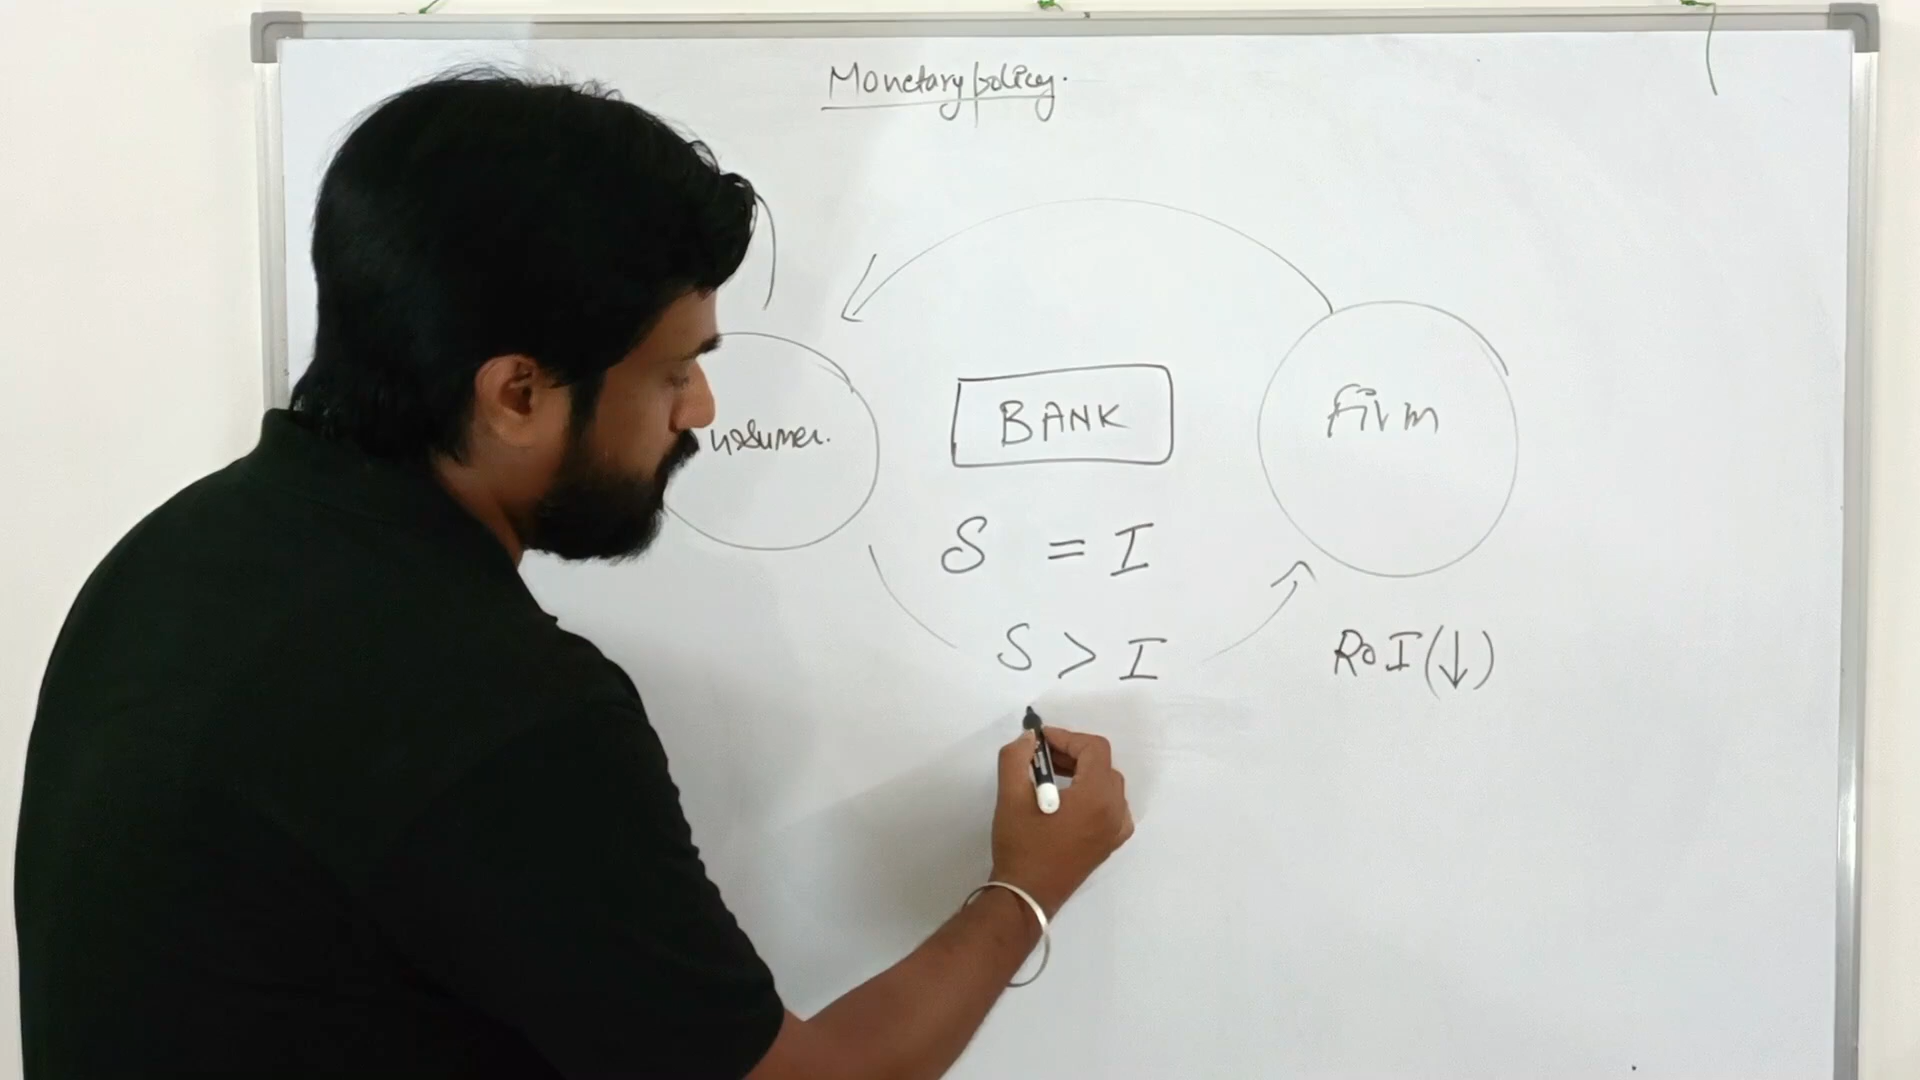 Monetary policy.
BANK
Firm
S = I
S > I
RoI(↓)